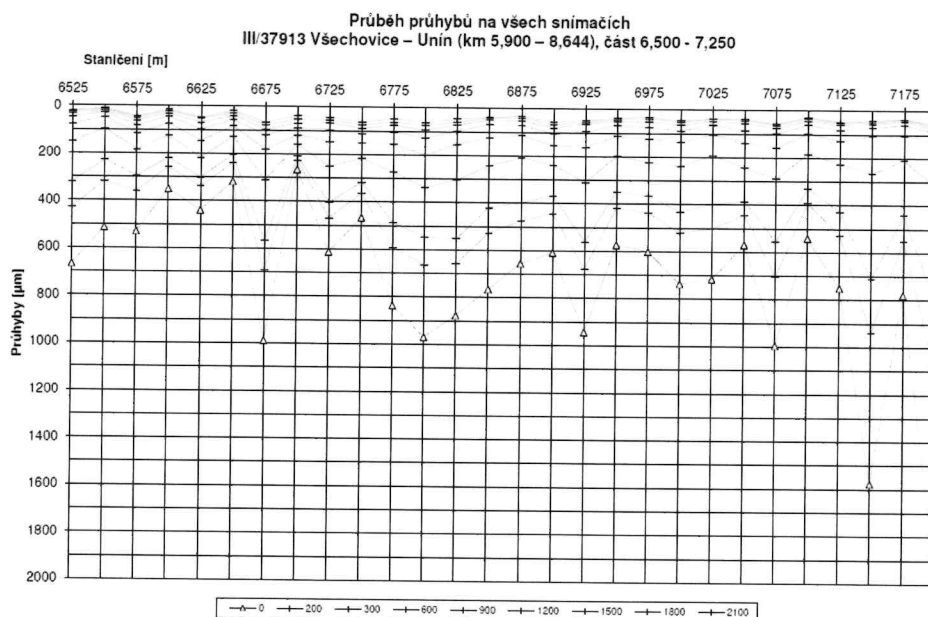 Průběh průhybů na všech snímačích
III/37913 Všechovice – Unín (km 5,900 – 8,644), část 6,500 - 7,250
Staničení [m]
6525 6575 6625 6675 6725 6775 6825 6875 6925 6975 7025 7075 7125 7175
0
200
400
600
800
1000
1200
1400
1600
1800
2000
Průhyby [µm]
0 200 300 600 900 1200 1500 1800 2100